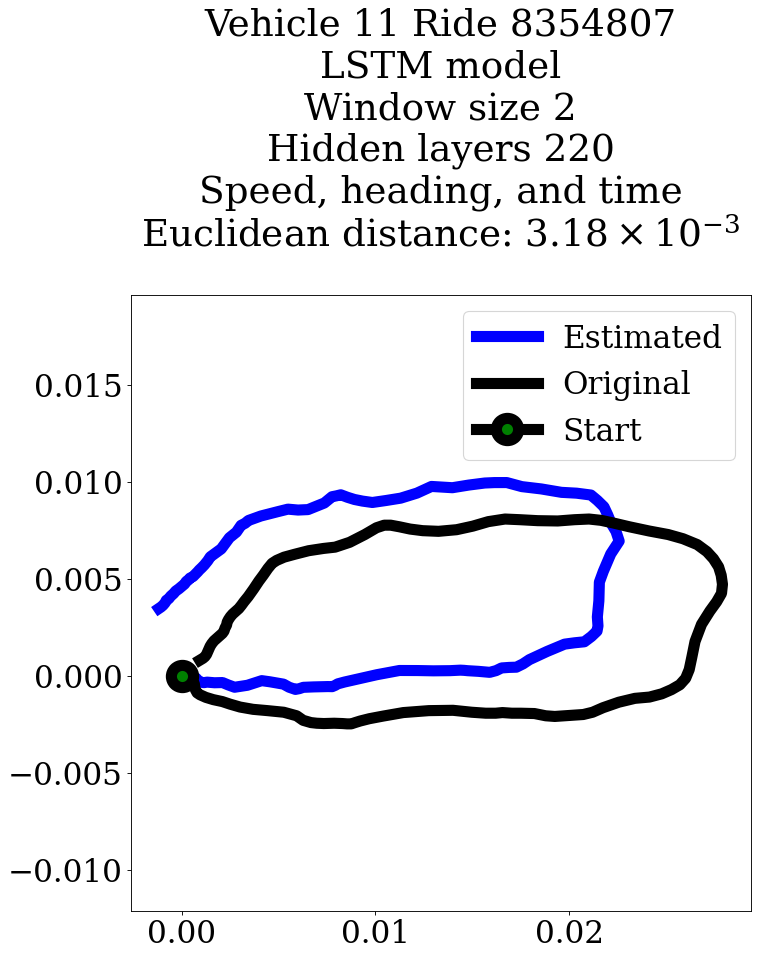 Vehicle 11 Ride 8354807
LSTM model
Window size 2
Hidden layers 220
Speed, heading, and time
Euclidean distance: 3.18 × 10⁻³
Estimated
Original
Start
0.015
0.010
0.005
0.000
−0.005
−0.010
0.00 0.01 0.02